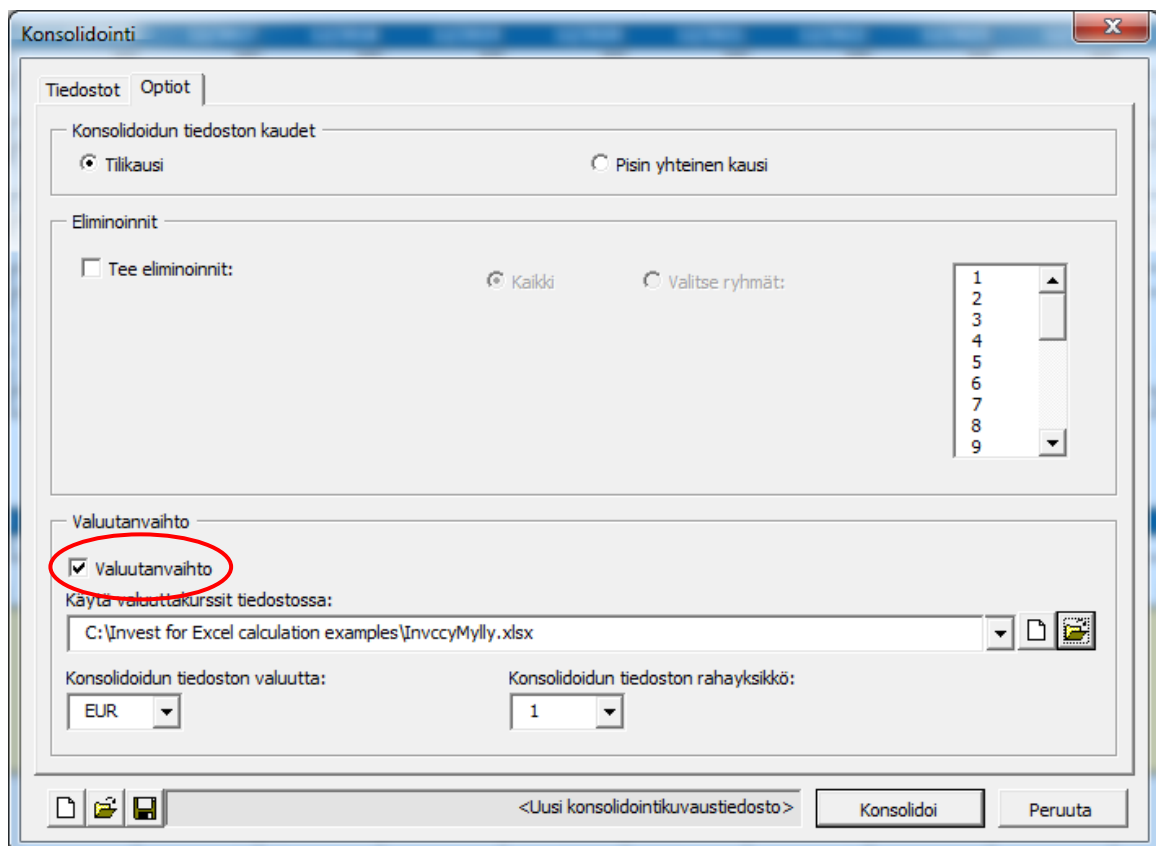 Konsolidointi
Tiedostot Optiot
Konsolidoidun tiedoston kaudet
Tilikausi Pisin yhteinen kausi
Eliminoinnit
Tee eliminoinnit: Kaikki Valitse ryhmät:
1
2
3
4
5
6
7
8
9
Valuutanvaihto
Valuutanvaihto
Käytä valuuttakurssit tiedostossa:
C:\Invest for Excel calculation examples\InvccyMylly.xlsx
Konsolidoidun tiedoston valuutta: Konsolidoidun tiedoston rahayksikkö:
EUR 1
<Uusi konsolidointikuvaustiedosto> Konsolidoi Peruuta